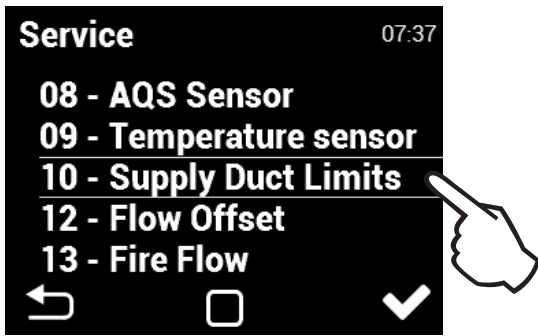 Service 07:37
08 - AQS Sensor
09 - Temperature sensor
10 - Supply Duct Limits
12 - Flow Offset
13 - Fire Flow